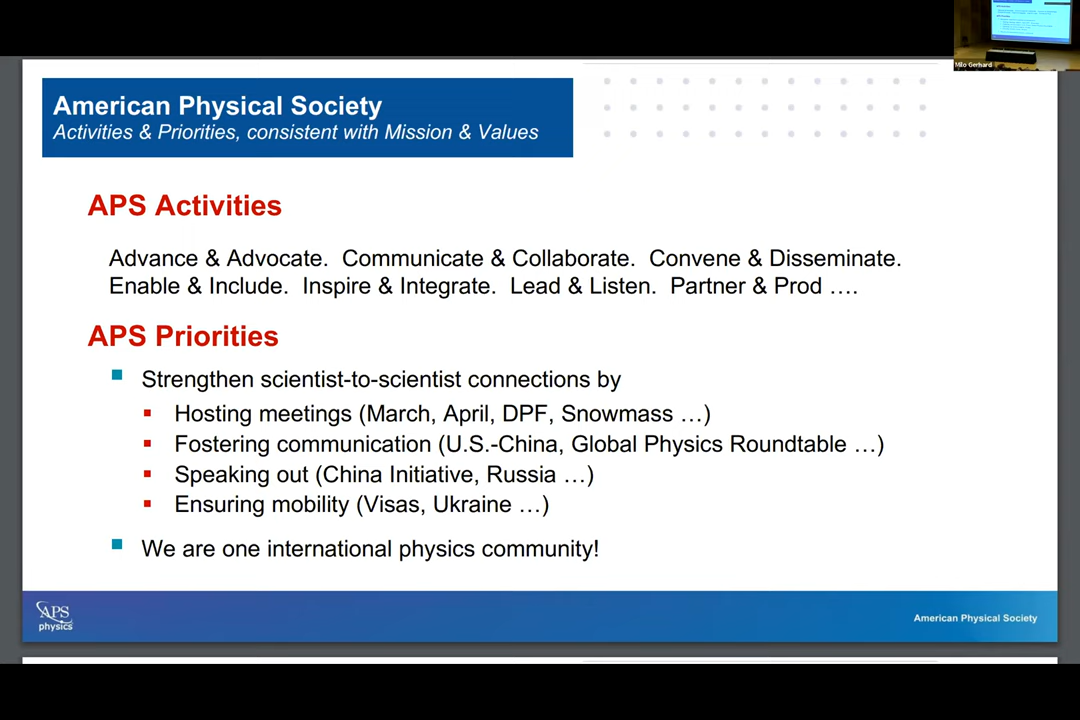 Milo Gerhard
American Physical Society
Activities & Priorities, consistent with Mission & Values
APS Activities
Advance & Advocate. Communicate & Collaborate. Convene & Disseminate.
Enable & Include. Inspire & Integrate. Lead & Listen. Partner & Prod ….
APS Priorities
Strengthen scientist-to-scientist connections by
Hosting meetings (March, April, DPF, Snowmass …)
Fostering communication (U.S.-China, Global Physics Roundtable …)
Speaking out (China Initiative, Russia …)
Ensuring mobility (Visas, Ukraine …)
We are one international physics community!
APS
physics
American Physical Society